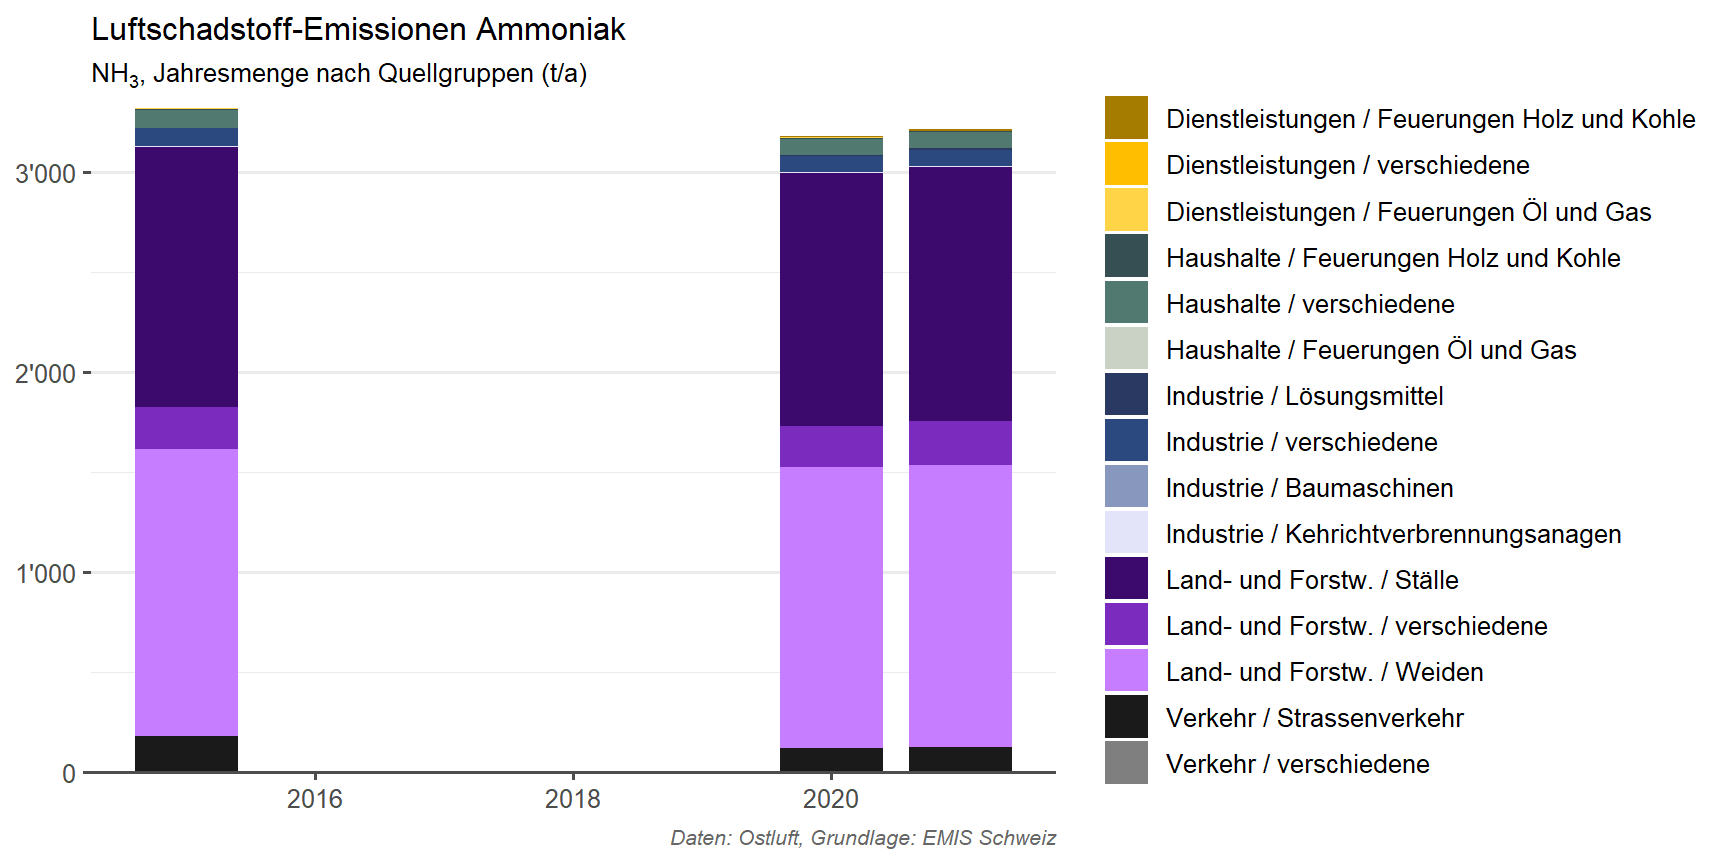 Luftschadstoff-Emissionen Ammoniak
NH₃, Jahresmenge nach Quellgruppen (t/a)
3'000
2'000
1'000
0
2016
2018
2020
Dienstleistungen / Feuerungen Holz und Kohle
Dienstleistungen / verschiedene
Dienstleistungen / Feuerungen Öl und Gas
Haushalte / Feuerungen Holz und Kohle
Haushalte / verschiedene
Haushalte / Feuerungen Öl und Gas
Industrie / Lösungsmittel
Industrie / verschiedene
Industrie / Baumaschinen
Industrie / Kehrichtverbrennungsanagen
Land- und Forstw. / Ställe
Land- und Forstw. / verschiedene
Land- und Forstw. / Weiden
Verkehr / Strassenverkehr
Verkehr / verschiedene
Daten: Ostluft, Grundlage: EMIS Schweiz